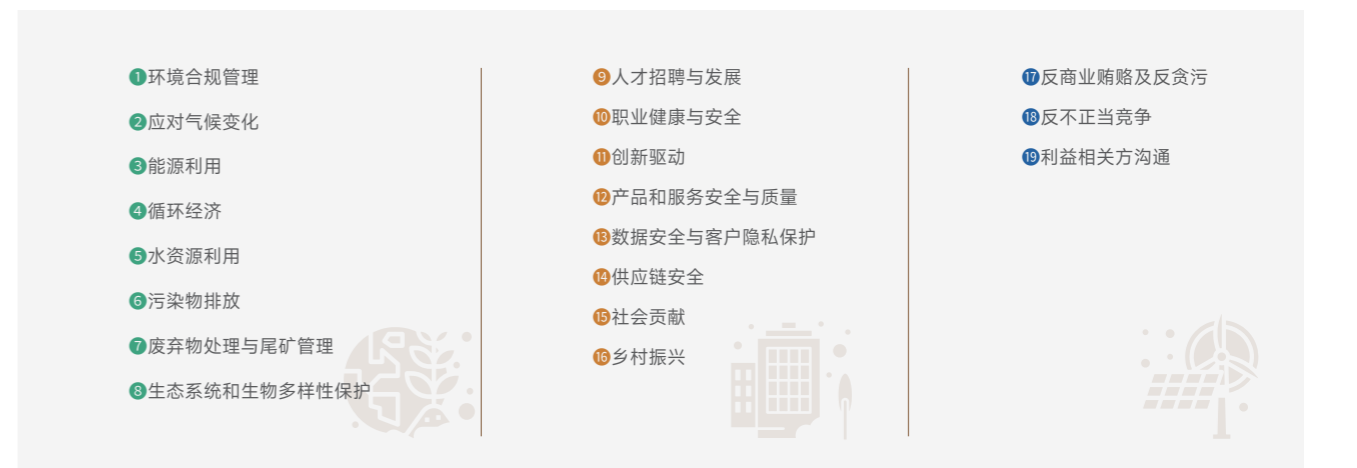 ❶环境合规管理
❷应对气候变化
❸能源利用
❹循环经济
❺水资源利用
❻污染物排放
❼废弃物处理与尾矿管理
❽生态系统和生物多样性保护
❾人才招聘与发展
❿职业健康与安全
⓫创新驱动
⓬产品和服务安全与质量
⓭数据安全与客户隐私保护
⓮供应链安全
⓯社会贡献
⓰乡村振兴
⓱反商业贿赂及反贪污
⓲反不正当竞争
⓳利益相关方沟通